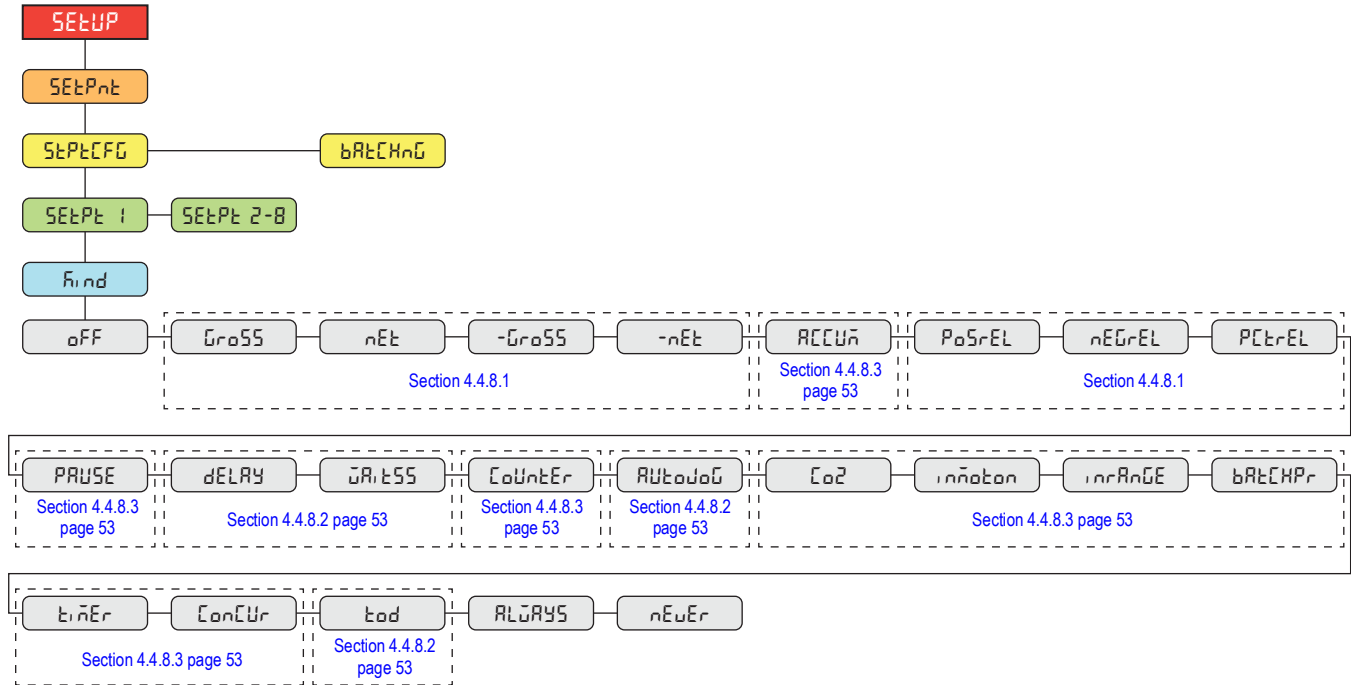 SEtUP
SEtPnt
StPtCFG
bAtCHnG
SEtPt 1
SEtPt 2-8
kind
oFF
GroSS
nEt
-GroSS
-nEt
ACCUM
PoSrEL
nEGrEL
PCtrEL
Section 4.4.8.1
Section 4.4.8.3
page 53
Section 4.4.8.1
PAUSE
dELAY
WAitSS
CoUntEr
AUtoJoG
Co2
inMoton
inrAnGE
bAtCHPr
Section 4.4.8.3
page 53
Section 4.4.8.2 page 53
Section 4.4.8.3
page 53
Section 4.4.8.2
page 53
Section 4.4.8.3 page 53
tiMEr
ConCUr
tod
ALWAYS
nEvEr
Section 4.4.8.3 page 53
Section 4.4.8.2
page 53